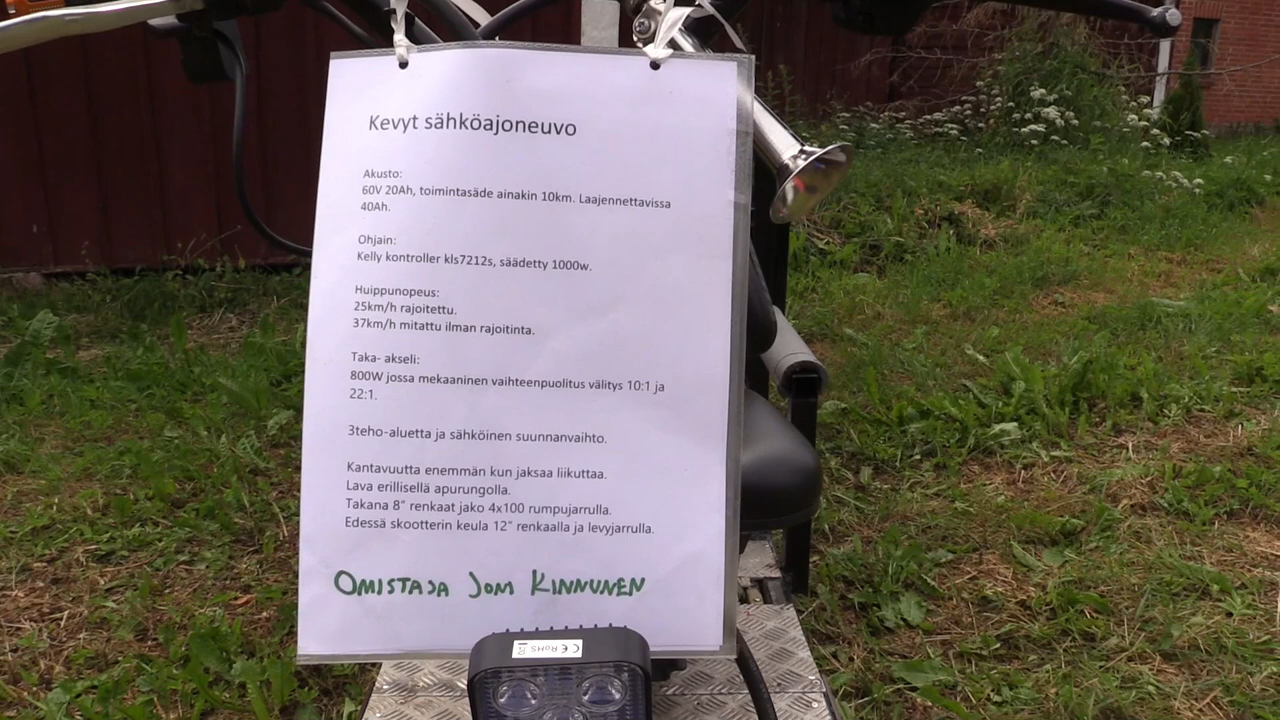 Kevyt sähköajoneuvo
Akusto:
60V 20Ah, toimintasäde ainakin 10km. Laajennettavissa
40Ah.
Ohjain:
Kelly kontroller kls7212s, säädetty 1000w.
Huippunopeus:
25km/h rajoitettu.
37km/h mitattu ilman rajoitinta.
Taka- akseli:
800W jossa mekaaninen vaihteenpuolitus välitys 10:1 ja
22:1.
3teho-aluetta ja sähköinen suunnanvaihto.
Kantavuutta enemmän kun jaksaa liikuttaa.
Lava erillisellä apurungolla.
Takana 8” renkaat jako 4x100 rumpujarrulla.
Edessä skootterin keula 12” renkaalla ja levyjarrulla.
OMISTAJA JOM KINNUNEN
CE RoHS